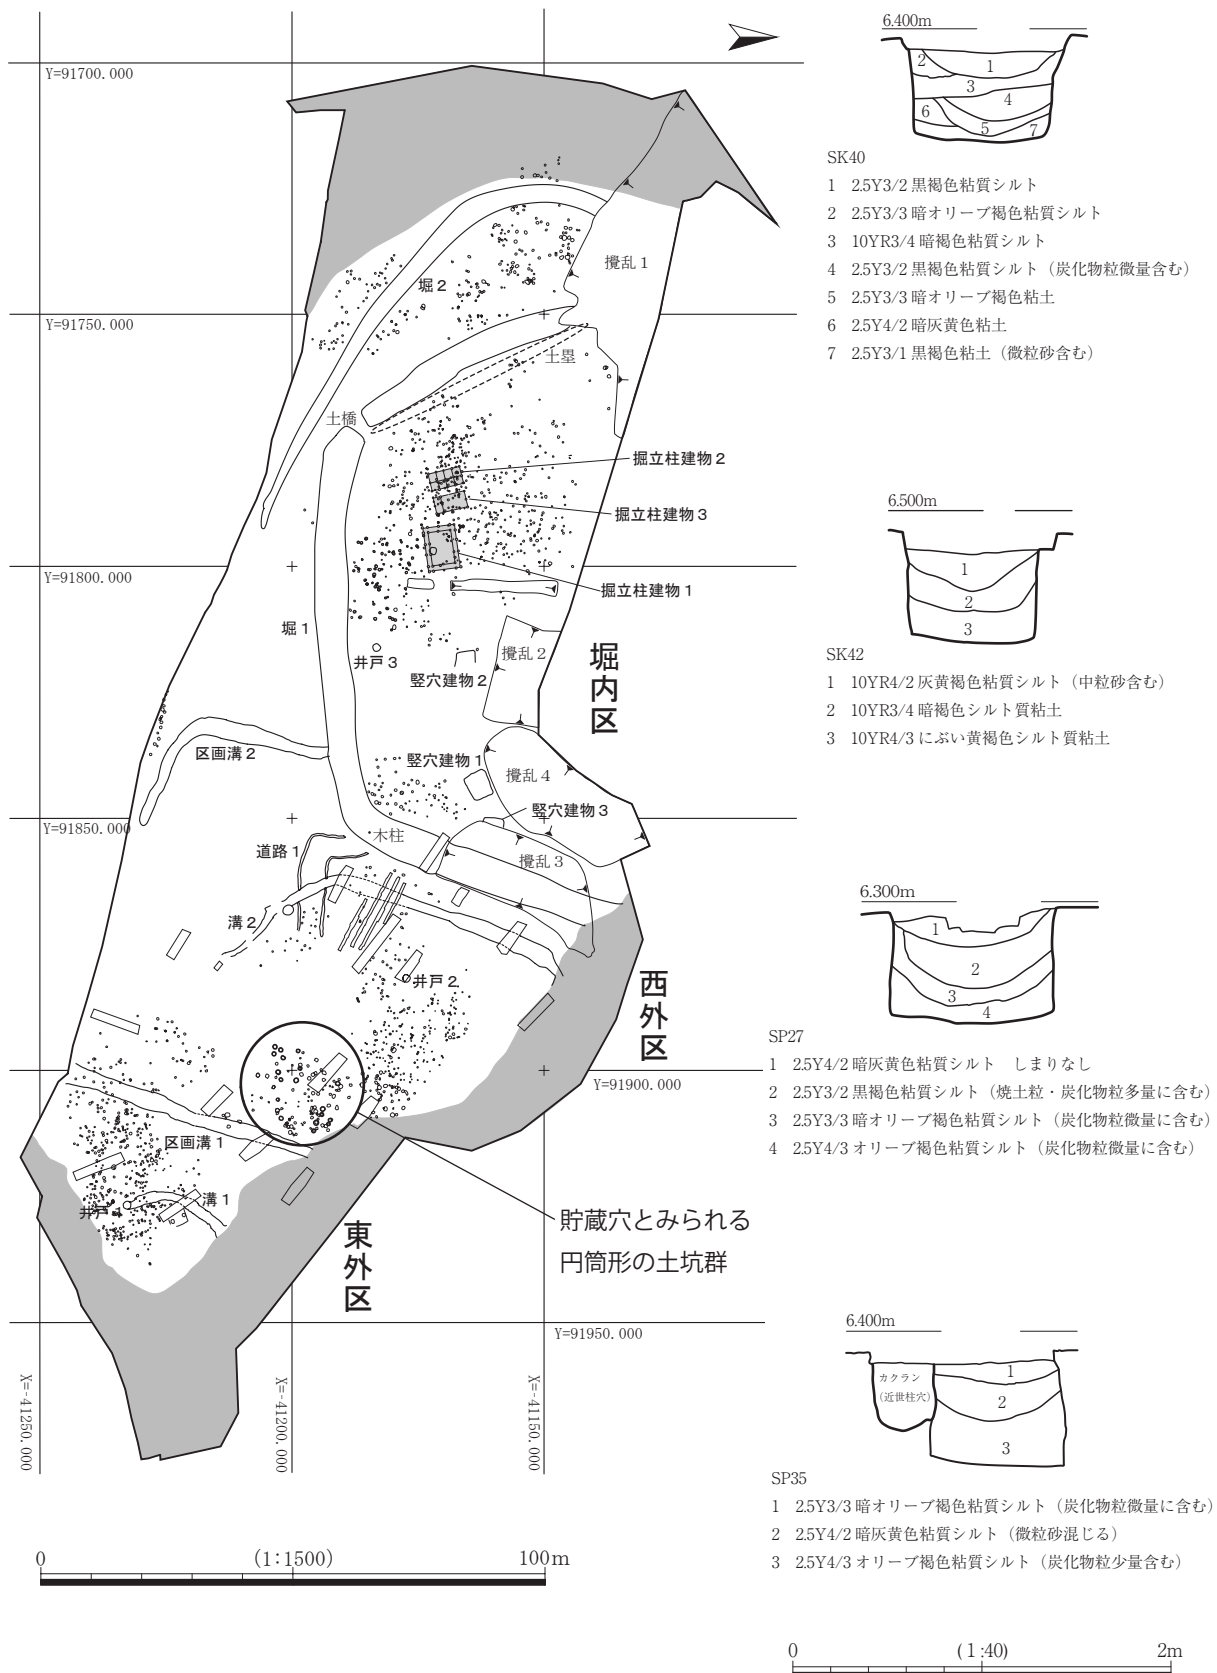 Y=91700.000
攪乱1
堀2
Y=91750.000
土塁
土橋
掘立柱建物2
掘立柱建物3
Y=91800.000
掘立柱建物1
堀1
井戸3
攪乱2
竪穴建物2
堀内区
区画溝2
竪穴建物1
攪乱4
竪穴建物3
Y=91850.000
木柱
道路1
攪乱3
溝2
井戸2
西外区
Y=91900.000
区画溝1
溝1
井戸1
東外区
貯蔵穴とみられる
円筒形の土坑群
Y=91950.000
X=-41250.000
X=-41200.000
X=-41150.000
0 (1:1500) 100m
6.400m
2
1
3
4
6
5
7
SK40
1 2.5Y3/2 黒褐色粘質シルト
2 2.5Y3/3 暗オリーブ褐色粘質シルト
3 10YR3/4 暗褐色粘質シルト
4 2.5Y3/2 黒褐色粘質シルト（炭化物粒微量含む）
5 2.5Y3/3 暗オリーブ褐色粘土
6 2.5Y4/2 暗灰黄色粘土
7 2.5Y3/1 黒褐色粘土（微粒砂含む）
6.500m
1
2
3
SK42
1 10YR4/2 灰黄褐色粘質シルト（中粒砂含む）
2 10YR3/4 暗褐色シルト質粘土
3 10YR4/3 にぶい黄褐色シルト質粘土
6.300m
1
2
3
4
SP27
1 2.5Y4/2 暗灰黄色粘質シルト しまりなし
2 2.5Y3/2 黒褐色粘質シルト（焼土粒・炭化物粒多量に含む）
3 2.5Y3/3 暗オリーブ褐色粘質シルト（炭化物粒微量に含む）
4 2.5Y4/3 オリーブ褐色粘質シルト（炭化物粒微量に含む）
6.400m
カクラン
（近世柱穴）
1
2
3
SP35
1 2.5Y3/3 暗オリーブ褐色粘質シルト（炭化物粒微量に含む）
2 2.5Y4/2 暗灰黄色粘質シルト（微粒砂混じる）
3 2.5Y4/3 オリーブ褐色粘質シルト（炭化物粒少量含む）
0 (1:40) 2m